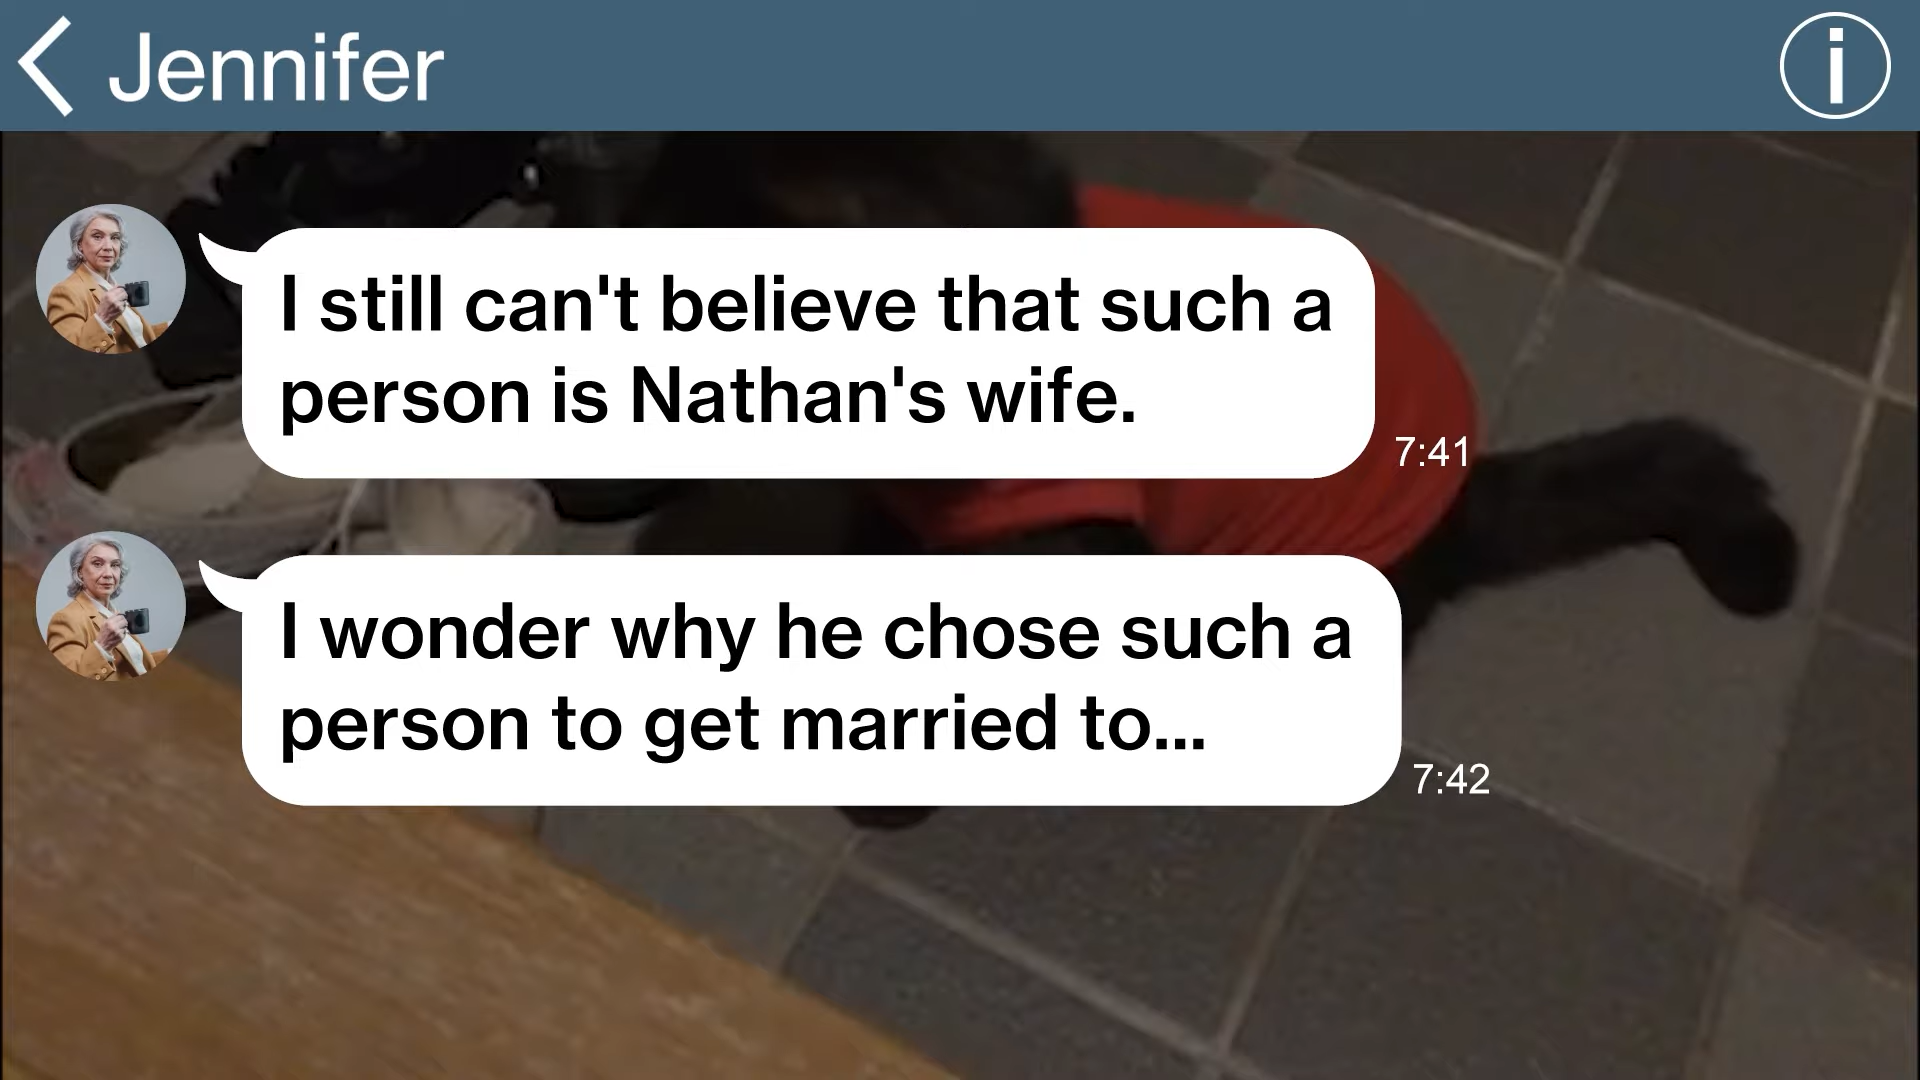 Jennifer
I still can't believe that such a
person is Nathan's wife.
7:41
I wonder why he chose such a
person to get married to...
7:42